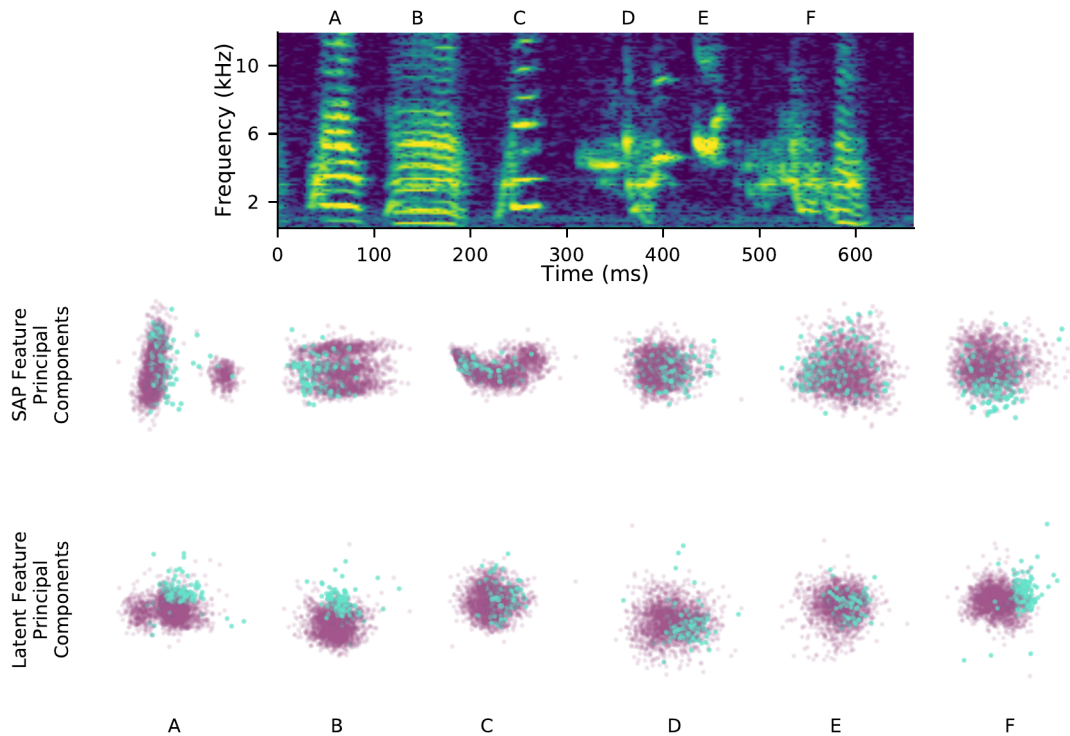 A B C D E F
10
6
2
Frequency (kHz)
0 100 200 300 400 500 600
Time (ms)
SAP Feature
Principal
Components
Latent Feature
Principal
Components
A B C D E F